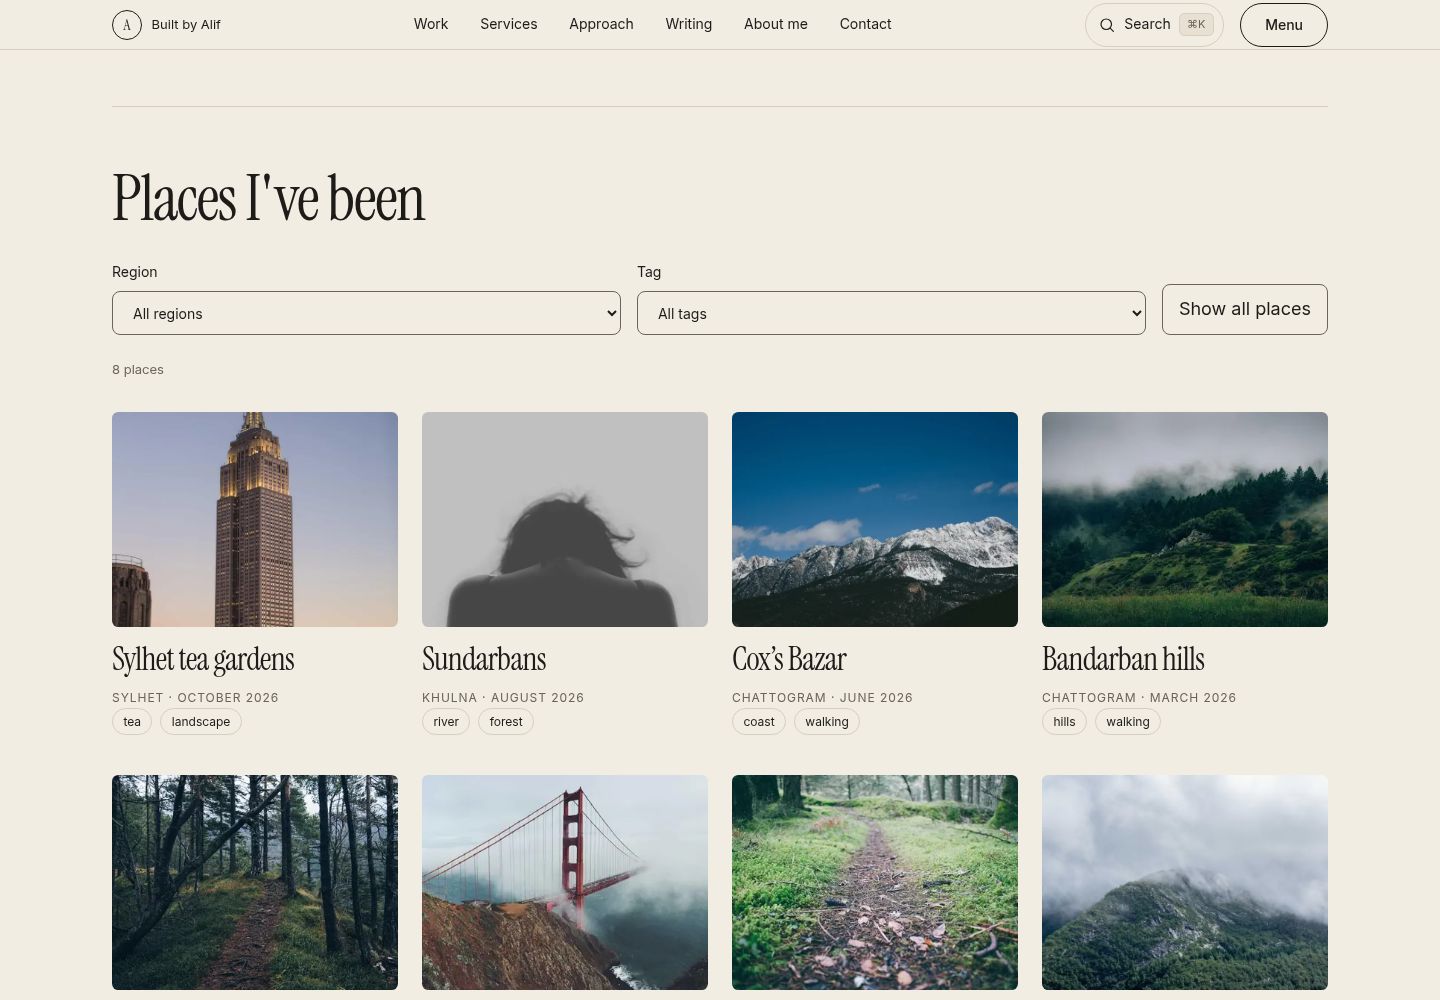 A Built by Alif Work Services Approach Writing About me Contact Search ⌘K Menu
Places I've been
Region Tag
All regions All tags Show all places
8 places
Sylhet tea gardens Sundarbans Cox’s Bazar Bandarban hills
SYLHET · OCTOBER 2026 KHULNA · AUGUST 2026 CHATTOGRAM · JUNE 2026 CHATTOGRAM · MARCH 2026
tea landscape river forest coast walking hills walking